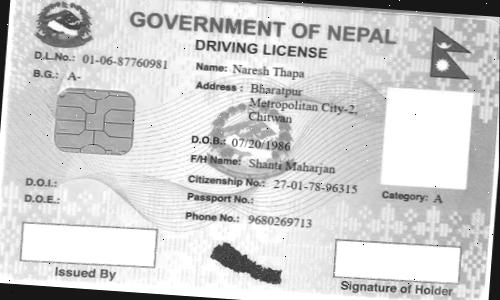 GOVERNMENT OF NEPAL
DRIVING LICENSE
D.L.No.: 01-06-87760981
B.G.: A-
Name: Naresh Thapa
Address : Bharatpur
Metropolitan City-2,
Chitwan
D.O.B.: 07/20/1986
F/H Name: Shanti Maharjan
Citizenship No.: 27-01-78-96315
D.O.I.:
Passport No.:
D.O.E.:
Phone No.: 9680269713
Category: A
Issued By
Signature of Holder